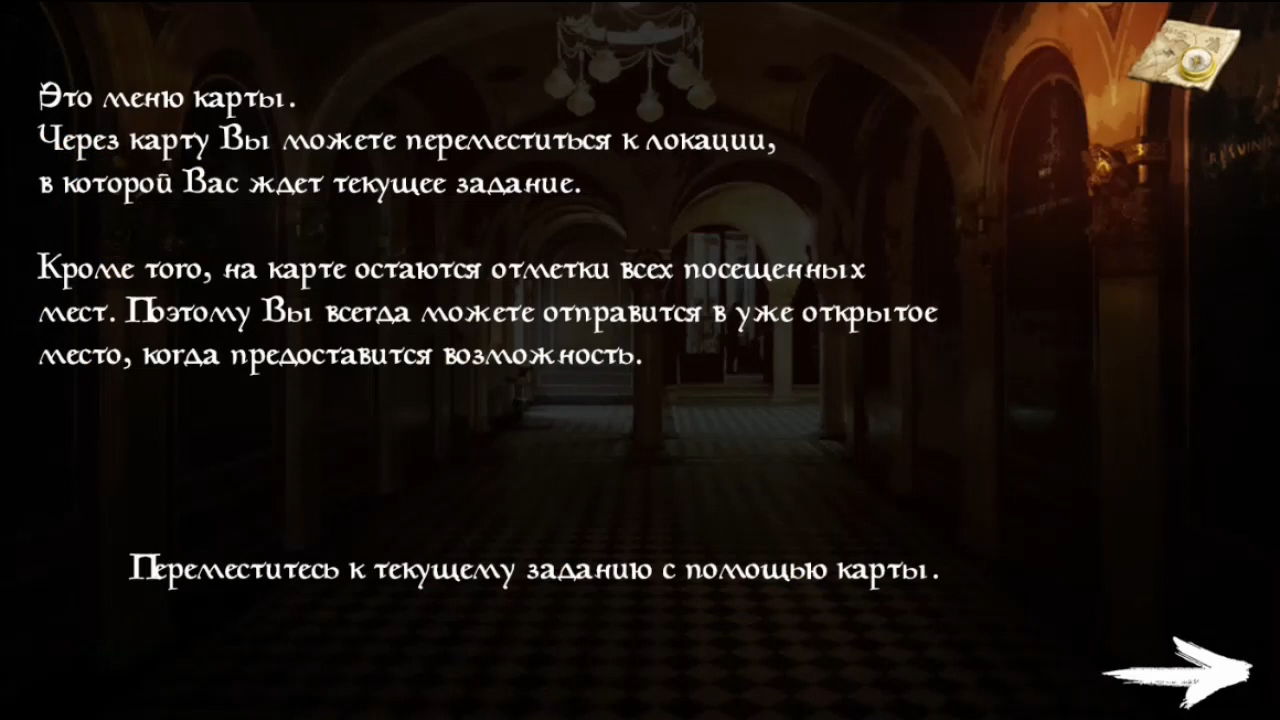 Это меню карты.
Через карту Вы можете переместиться к локации,
в которой Вас ждет текущее задание.
Кроме того, на карте остаются отметки всех посещенных
мест. Поэтому Вы всегда можете отправится в уже открытое
место, когда предоставится возможность.
Переместитесь к текущему заданию с помощью карты.